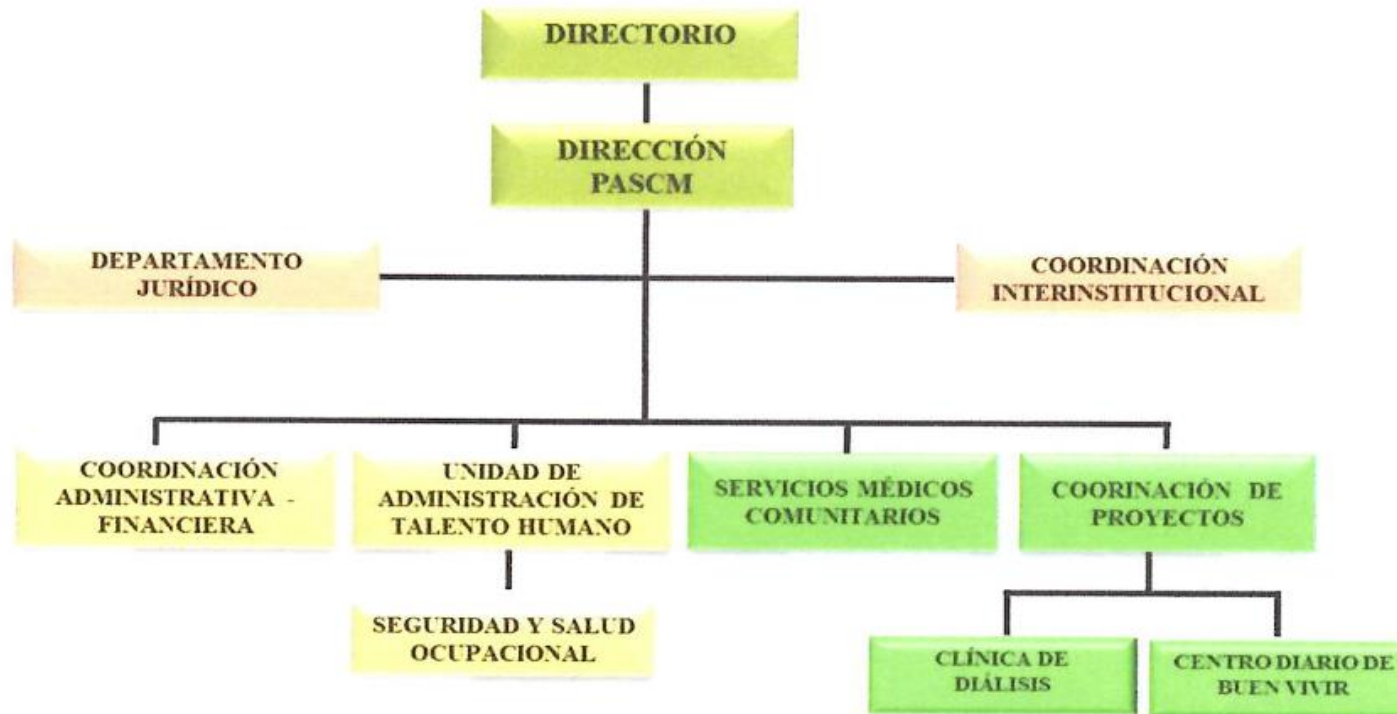 DIRECTORIO
DIRECCIÓN
PASCM
DEPARTAMENTO
JURÍDICO
COORDINACIÓN
INTERINSTITUCIONAL
COORDINACIÓN
ADMINISTRATIVA -
FINANCIERA
UNIDAD DE
ADMINISTRACIÓN DE
TALENTO HUMANO
SERVICIOS MÉDICOS
COMUNITARIOS
COORINACIÓN DE
PROYECTOS
SEGURIDAD Y SALUD
OCUPACIONAL
CLÍNICA DE
DIÁLISIS
CENTRO DIARIO DE
BUEN VIVIR